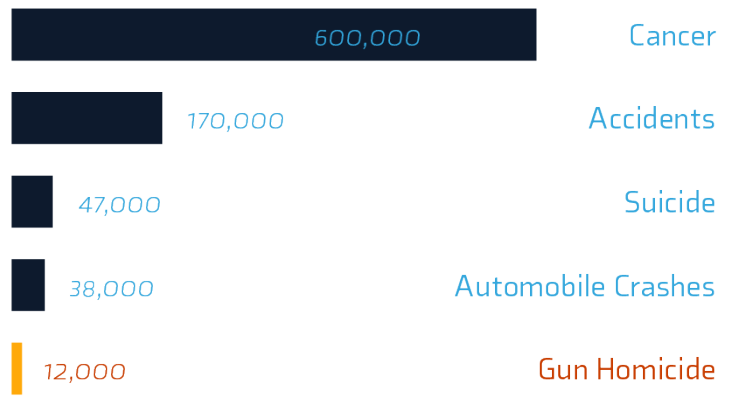 600,000 Cancer
170,000 Accidents
47,000 Suicide
38,000 Automobile Crashes
12,000 Gun Homicide